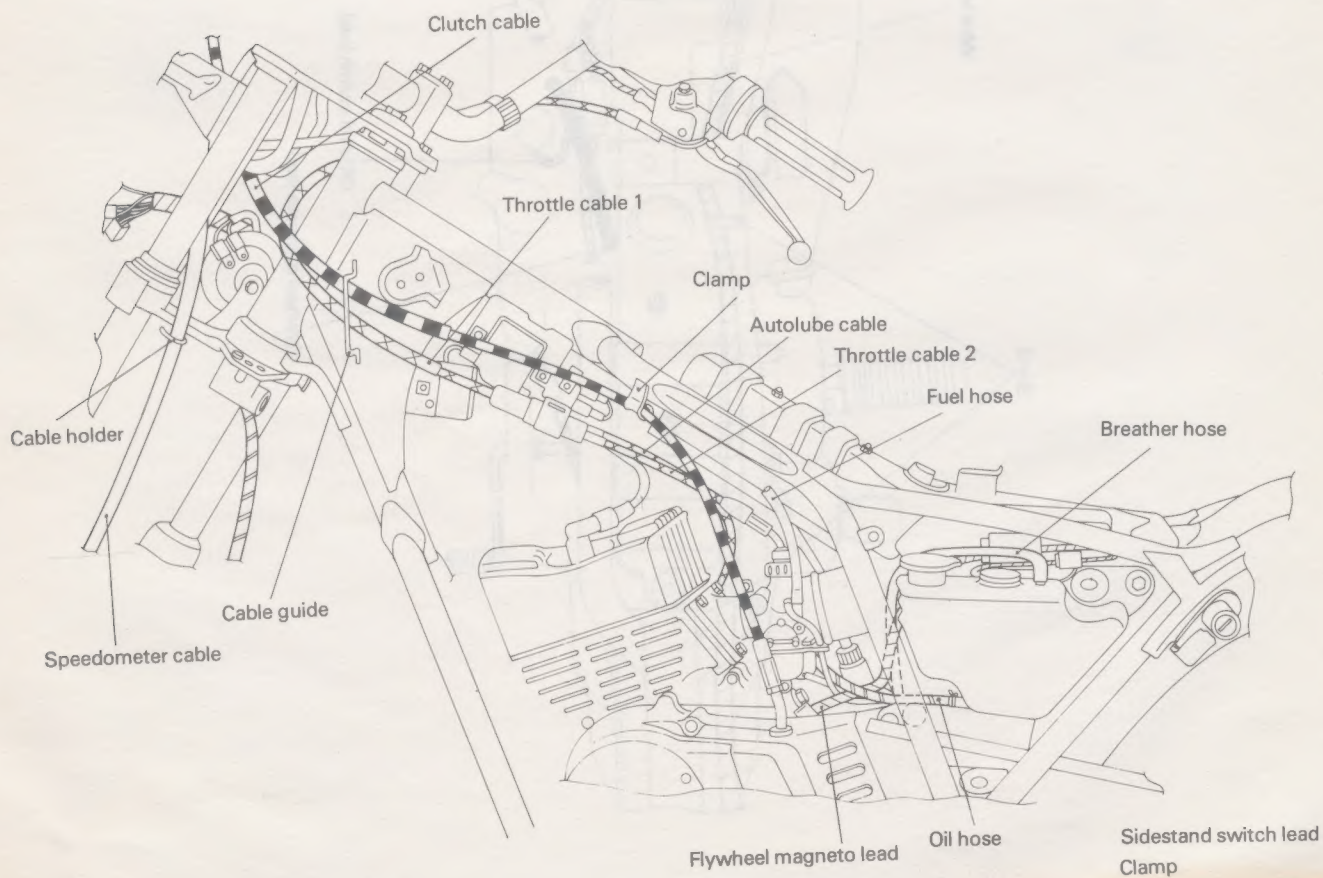 Clutch cable
Throttle cable 1
Clamp
Autolube cable
Throttle cable 2
Fuel hose
Breather hose
Cable holder
Cable guide
Speedometer cable
Flywheel magneto lead
Oil hose
Sidestand switch lead
Clamp